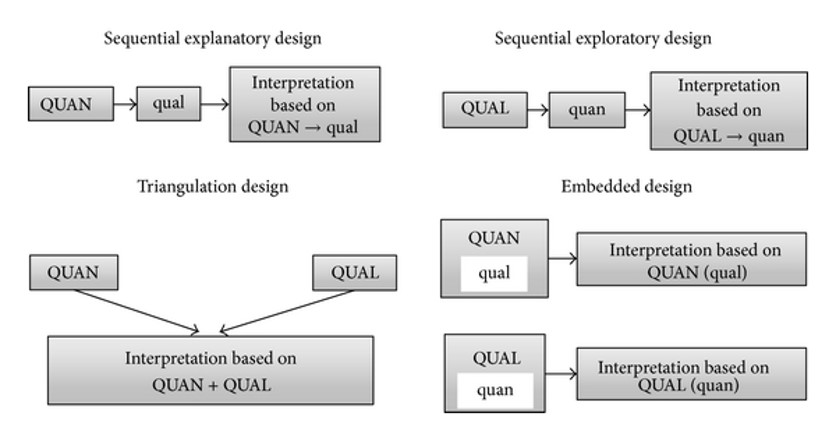 Sequential explanatory design
QUAN
qual
Interpretation
based on
QUAN → qual
Sequential exploratory design
QUAL
quan
Interpretation
based on
QUAL → quan
Triangulation design
QUAN
QUAL
Interpretation based on
QUAN + QUAL
Embedded design
QUAN
qual
Interpretation based on
QUAN (qual)
QUAL
quan
Interpretation based on
QUAL (quan)